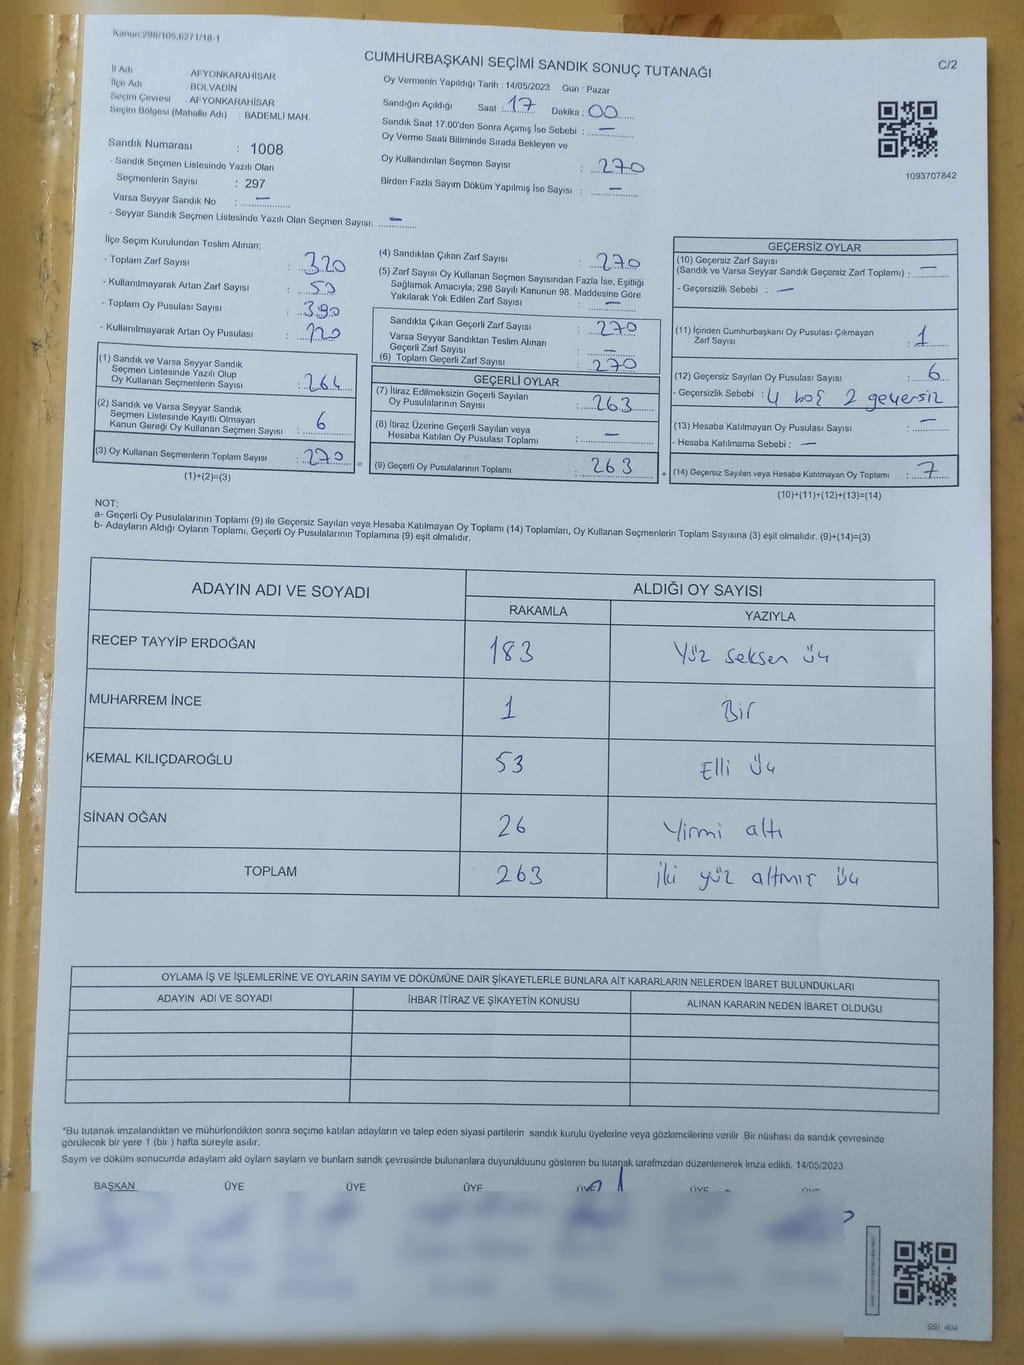 Kanun:298/105,6271/18-1
CUMHURBAŞKANI SEÇİMİ SANDIK SONUÇ TUTANAĞI
C/2
İl Adı : AFYONKARAHİSAR
İlçe Adı : BOLVADİN
Seçim Çevresi : AFYONKARAHİSAR
Seçim Bölgesi (Mahalle Adı) : BADEMLİ MAH.
Oy Vermenin Yapıldığı Tarih : 14/05/2023 Gün : Pazar
Sandığın Açıldığı Saat : 17 Dakika : 00
Sandık Saat 17:00'den Sonra Açımış İse Sebebi : —
Oy Verme Saati Bitiminde Sırada Bekleyen ve
Oy Kullandırılan Seçmen Sayısı : 270
Birden Fazla Sayım Döküm Yapılmış İse Sayısı : —
1093707842
Sandık Numarası : 1008
- Sandık Seçmen Listesinde Yazılı Olan
Seçmenlerin Sayısı : 297
Varsa Seyyar Sandık No : —
- Seyyar Sandık Seçmen Listesinde Yazılı Olan Seçmen Sayısı: —
İlçe Seçim Kurulundan Teslim Alınan;
- Toplam Zarf Sayısı : 320
- Kullanılmayarak Artan Zarf Sayısı : 50
- Toplam Oy Pusulası Sayısı : 390
- Kullanılmayarak Artan Oy Pusulası : 120
(1) Sandık ve Varsa Seyyar Sandık
Seçmen Listesinde Yazılı Olup
Oy Kullanan Seçmenlerin Sayısı : 264
(2) Sandık ve Varsa Seyyar Sandık
Seçmen Listesinde Kayıtlı Olmayan
Kanun Gereği Oy Kullanan Seçmen Sayısı : 6
(3) Oy Kullanan Seçmenlerin Toplam Sayısı : 270 =
(1)+(2)=(3)
(4) Sandıktan Çıkan Zarf Sayısı : 270
(5) Zarf Sayısı Oy Kullanan Seçmen Sayısından Fazla İse, Eşitliği
Sağlamak Amacıyla; 298 Sayılı Kanunun 98. Maddesine Göre
Yakılarak Yok Edilen Zarf Sayısı : —
Sandıkta Çıkan Geçerli Zarf Sayısı : 270
Varsa Seyyar Sandıktan Teslim Alınan
Geçerli Zarf Sayısı : —
(6) Toplam Geçerli Zarf Sayısı : 270
GEÇERLİ OYLAR
(7) İtiraz Edilmeksizin Geçerli Sayılan
Oy Pusulalarının Sayısı : 263
(8) İtiraz Üzerine Geçerli Sayılan veya
Hesaba Katılan Oy Pusulası Toplamı : —
(9) Geçerli Oy Pusulalarının Toplamı : 263 +
GEÇERSİZ OYLAR
(10) Geçersiz Zarf Sayısı
(Sandık ve Varsa Seyyar Sandık Geçersiz Zarf Toplamı) : —
- Geçersizlik Sebebi : —
(11) İçinden Cumhurbaşkanı Oy Pusulası Çıkmayan
Zarf Sayısı : 1
(12) Geçersiz Sayılan Oy Pusulası Sayısı : 6
- Geçersizlik Sebebi : 4 boş 2 geçersiz
(13) Hesaba Katılmayan Oy Pusulası Sayısı : —
- Hesaba Katılmama Sebebi : —
(14) Geçersiz Sayılan veya Hesaba Katılmayan Oy Toplamı : 7
(10)+(11)+(12)+(13)=(14)
NOT:
a- Geçerli Oy Pusulalarının Toplamı (9) ile Geçersiz Sayılan veya Hesaba Katılmayan Oy Toplamı (14) Toplamları, Oy Kullanan Seçmenlerin Toplam Sayısına (3) eşit olmalıdır. (9)+(14)=(3)
b- Adayların Aldığı Oyların Toplamı, Geçerli Oy Pusulalarının Toplamına (9) eşit olmalıdır.
ADAYIN ADI VE SOYADI ALDIĞI OY SAYISI
RAKAMLA YAZIYLA
RECEP TAYYİP ERDOĞAN 183 Yüz seksen üç
MUHARREM İNCE 1 Bir
KEMAL KILIÇDAROĞLU 53 Elli üç
SİNAN OĞAN 26 Yirmi altı
TOPLAM 263 İki yüz altmış üç
OYLAMA İŞ VE İŞLEMLERİNE VE OYLARIN SAYIM VE DÖKÜMÜNE DAİR ŞİKAYETLERLE BUNLARA AİT KARARLARIN NELERDEN İBARET BULUNDUKLARI
ADAYIN ADI VE SOYADI İHBAR İTİRAZ VE ŞİKAYETİN KONUSU ALINAN KARARIN NEDEN İBARET OLDUĞU
*Bu tutanak imzalandıktan ve mühürlendikten sonra seçime katılan adayların ve talep eden siyasi partilerin sandık kurulu üyelerine veya gözlemcilerine verilir .Bir nüshası da sandık çevresinde
görülecek bir yere 1 (bir ) hafta süreyle asılır.
Saym ve döküm sonucunda adaylam ald oylarn saylarn ve bunlarn sandk çevresinde bulunanlara duyurulduunu gösteren bu tutanak tarafmzdan düzenlenerek imza edildi. 14/05/2023
BAŞKAN ÜYE ÜYE ÜYE ÜYE ÜYE ÜYE
SSI_404